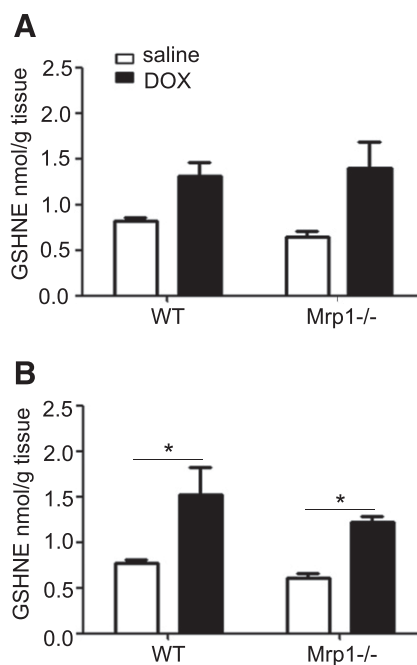 A
saline
DOX
GSHNE nmol/g tissue
2.5
2.0
1.5
1.0
0.5
0.0
WT Mrp1-/-
B
GSHNE nmol/g tissue
2.5
2.0
1.5
1.0
0.5
0.0
*
*
WT Mrp1-/-